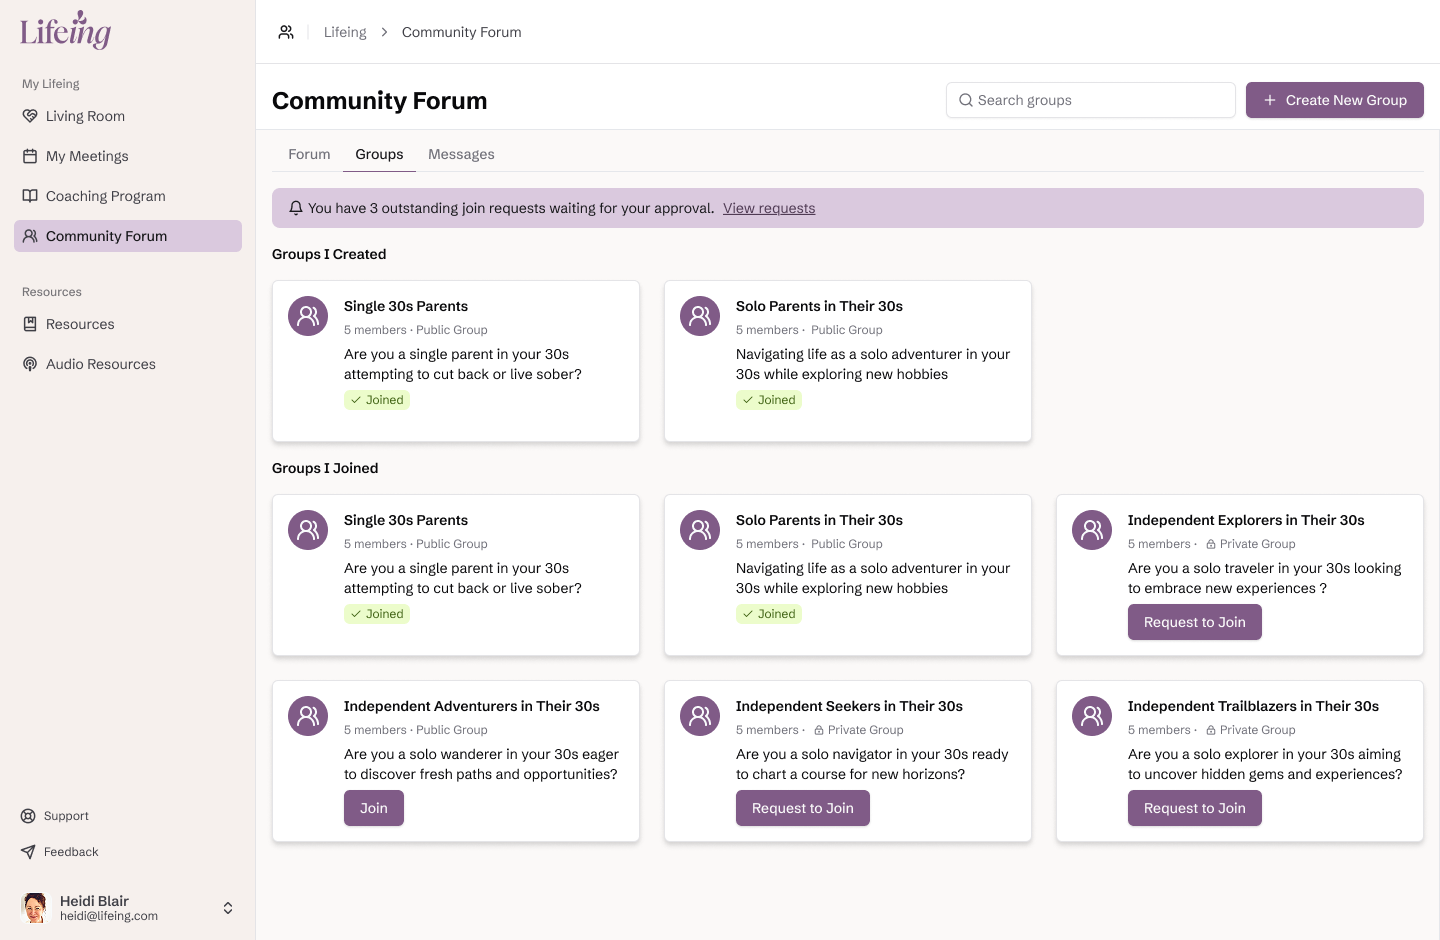 Lifeing
My Lifeing
Living Room
My Meetings
Coaching Program
Community Forum
Resources
Resources
Audio Resources
Support
Feedback
Heidi Blair
heidi@lifeing.com
Lifeing > Community Forum
Community Forum
Search groups
+ Create New Group
Forum Groups Messages
You have 3 outstanding join requests waiting for your approval. View requests
Groups I Created
Single 30s Parents
5 members · Public Group
Are you a single parent in your 30s
attempting to cut back or live sober?
Joined
Solo Parents in Their 30s
5 members · Public Group
Navigating life as a solo adventurer in your
30s while exploring new hobbies
Joined
Groups I Joined
Single 30s Parents
5 members · Public Group
Are you a single parent in your 30s
attempting to cut back or live sober?
Joined
Solo Parents in Their 30s
5 members · Public Group
Navigating life as a solo adventurer in your
30s while exploring new hobbies
Joined
Independent Explorers in Their 30s
5 members · Private Group
Are you a solo traveler in your 30s looking
to embrace new experiences ?
Request to Join
Independent Adventurers in Their 30s
5 members · Public Group
Are you a solo wanderer in your 30s eager
to discover fresh paths and opportunities?
Join
Independent Seekers in Their 30s
5 members · Private Group
Are you a solo navigator in your 30s ready
to chart a course for new horizons?
Request to Join
Independent Trailblazers in Their 30s
5 members · Private Group
Are you a solo explorer in your 30s aiming
to uncover hidden gems and experiences?
Request to Join